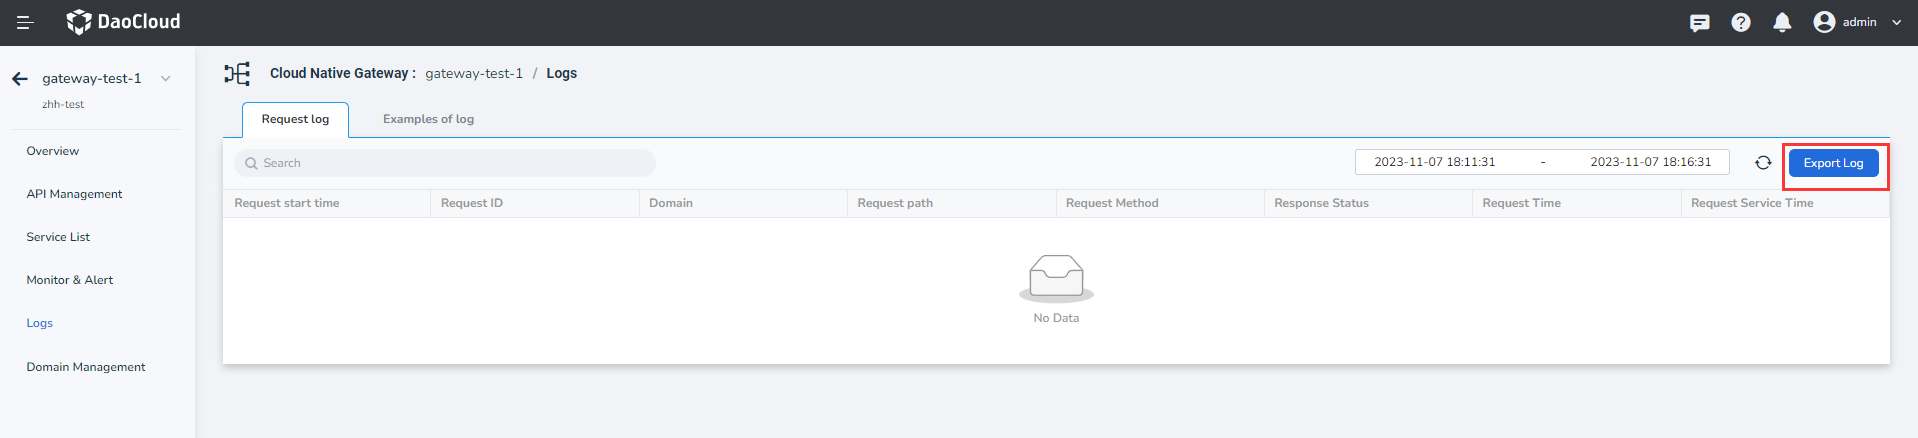 DaoCloud
admin
gateway-test-1
zhh-test
Overview
API Management
Service List
Monitor & Alert
Logs
Domain Management
Cloud Native Gateway : gateway-test-1 / Logs
Request log Examples of log
Search 2023-11-07 18:11:31 - 2023-11-07 18:16:31 Export Log
Request start time Request ID Domain Request path Request Method Response Status Request Time Request Service Time
No Data